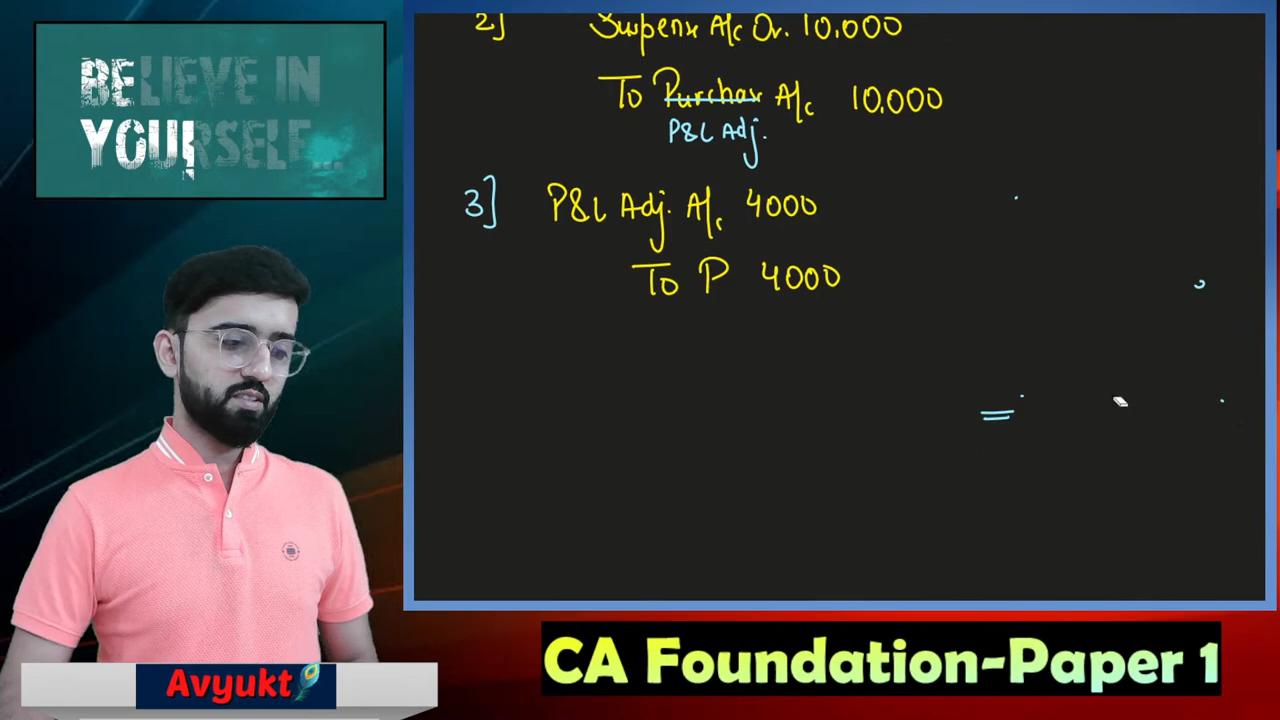 BELIEVE IN
YOURSELF...
2] Suspense A/c Dr. 10,000
To Purchase A/c 10,000
P&L Adj.
3] P&L Adj. A/c 4000
To P 4000
Avyukt
CA Foundation-Paper 1